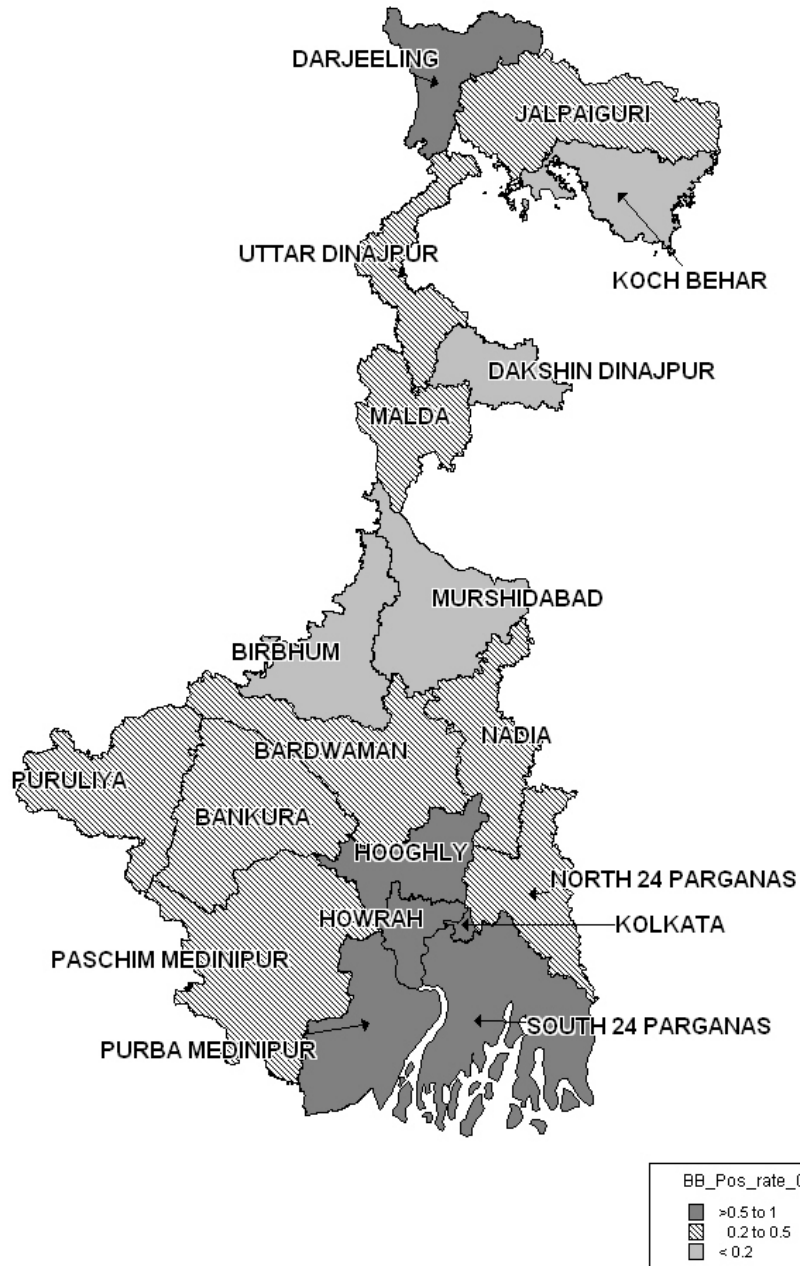 DARJEELING
JALPAIGURI
UTTAR DINAJPUR
KOCH BEHAR
DAKSHIN DINAJPUR
MALDA
MURSHIDABAD
BIRBHUM
NADIA
BARDWAMAN
PURULIYA
BANKURA
HOOGHLY
NORTH 24 PARGANAS
HOWRAH
KOLKATA
PASCHIM MEDINIPUR
SOUTH 24 PARGANAS
PURBA MEDINIPUR
BB_Pos_rate_
>0.5 to 1
0.2 to 0.5
< 0.2